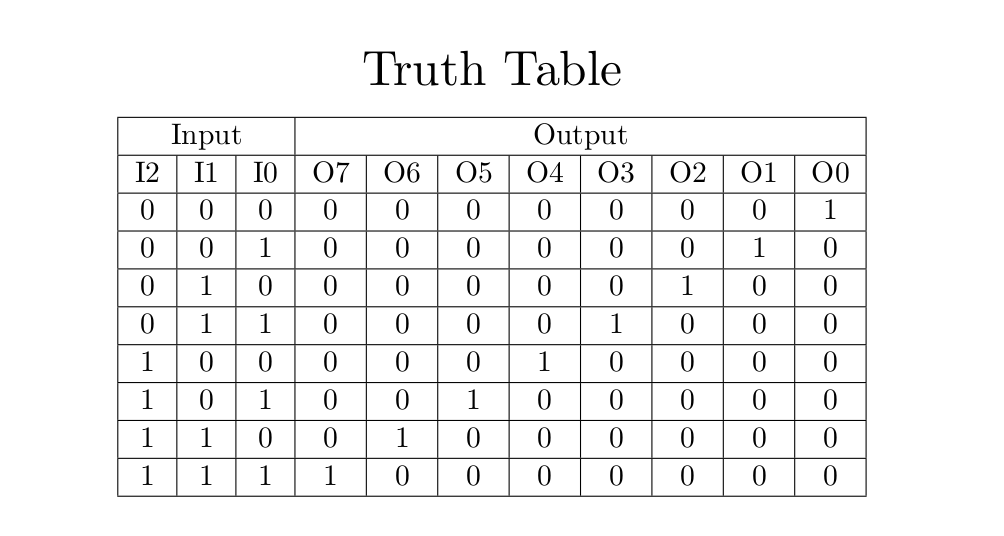 Truth Table
Input Output
I2 I1 I0 O7 O6 O5 O4 O3 O2 O1 O0
0 0 0 0 0 0 0 0 0 0 1
0 0 1 0 0 0 0 0 0 1 0
0 1 0 0 0 0 0 0 1 0 0
0 1 1 0 0 0 0 1 0 0 0
1 0 0 0 0 0 1 0 0 0 0
1 0 1 0 0 1 0 0 0 0 0
1 1 0 0 1 0 0 0 0 0 0
1 1 1 1 0 0 0 0 0 0 0